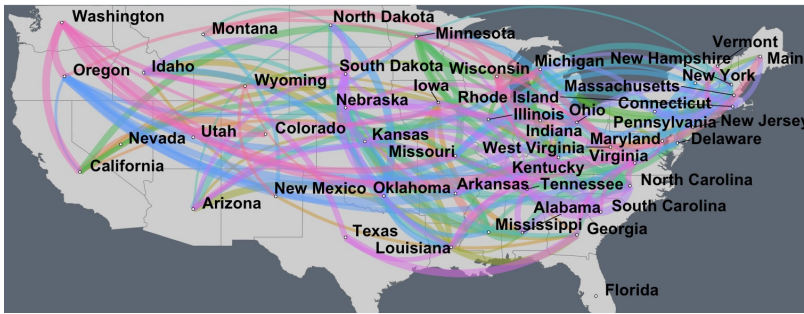 Washington
North Dakota
Montana
Minnesota
Vermont
Oregon
Idaho
South Dakota
Wisconsin
Michigan
New Hampshire
Main
Wyoming
Iowa
Massachusetts
New York
Nebraska
Rhode Island
Connecticut
Illinois
Ohio
Pennsylvania
New Jersey
Nevada
Utah
Colorado
Kansas
Indiana
Missouri
West Virginia
Maryland
Delaware
California
Kentucky
Virginia
New Mexico
Oklahoma
Arkansas
Tennessee
North Carolina
Arizona
Alabama
South Carolina
Texas
Mississippi
Georgia
Louisiana
Florida